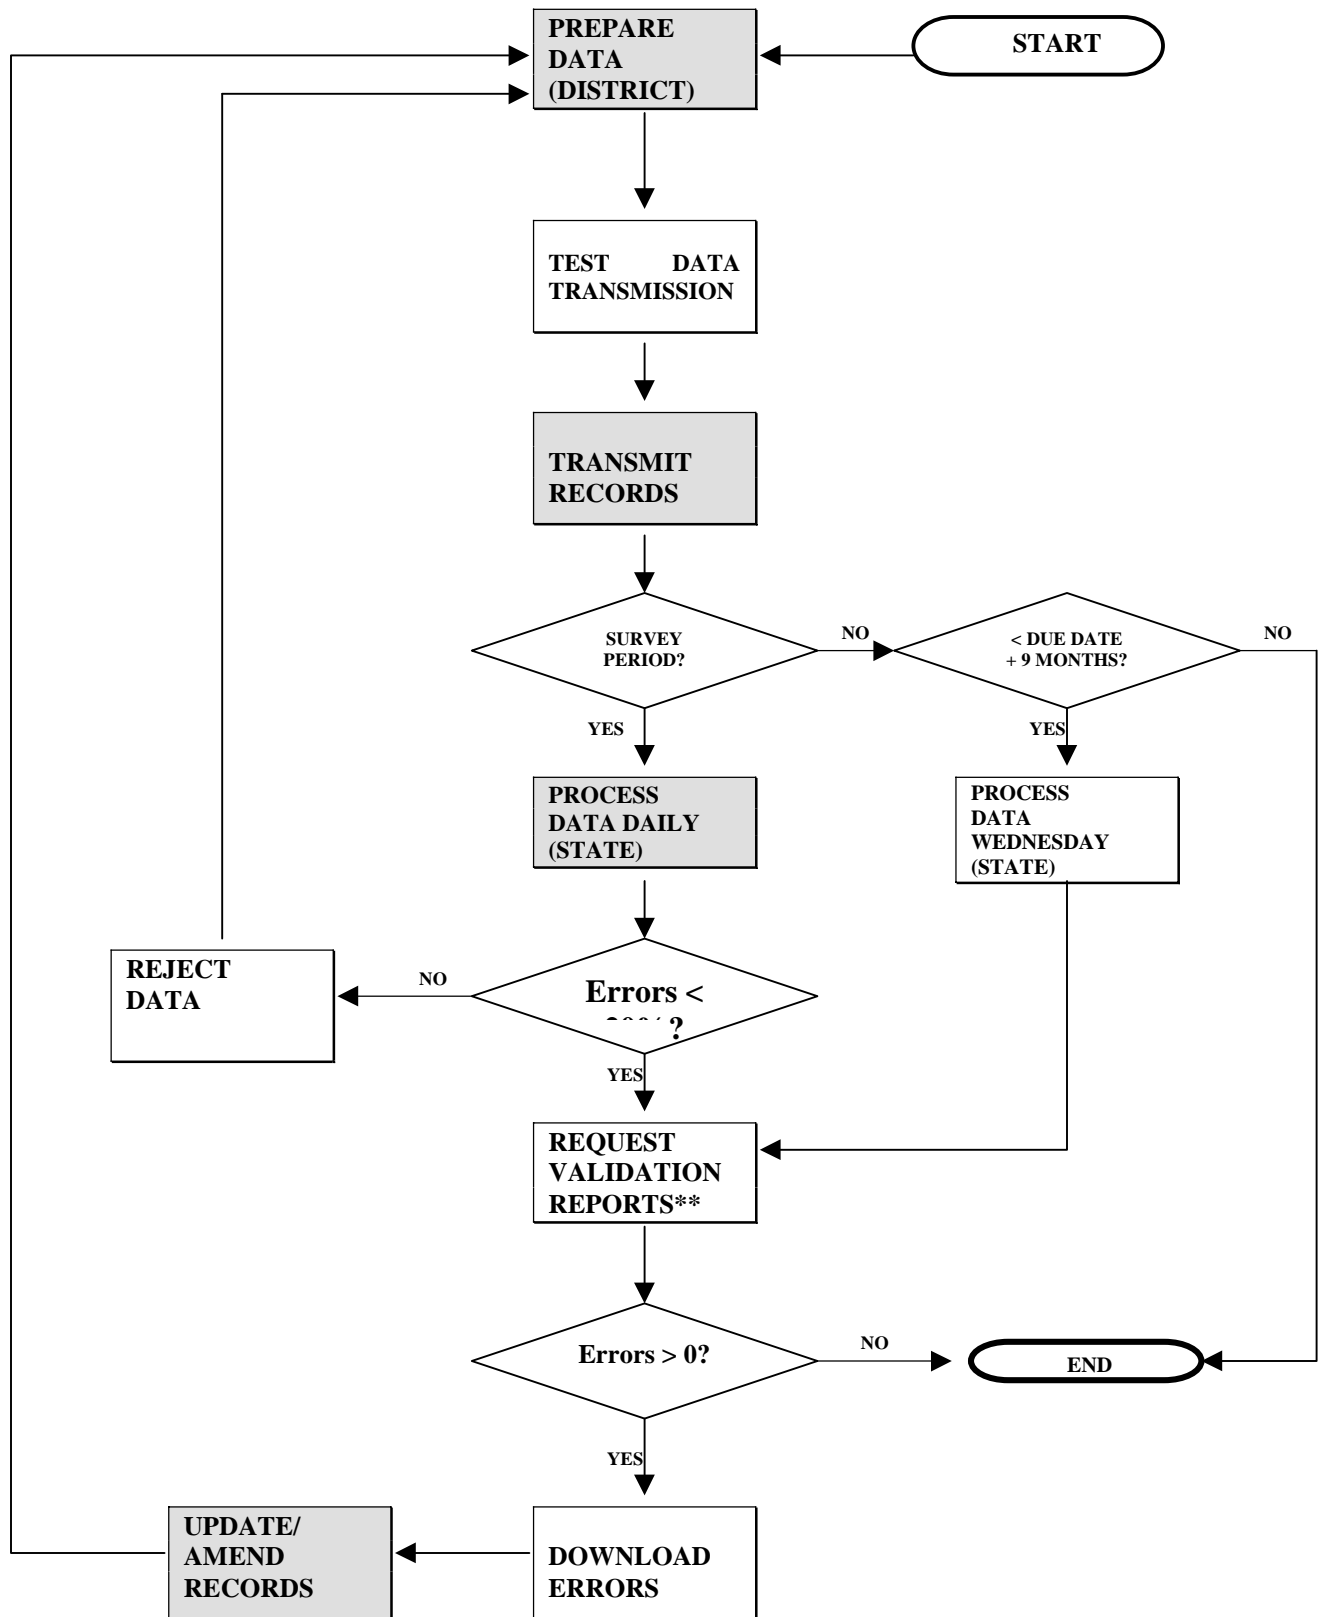 PREPARE
DATA
(DISTRICT)
START
TEST DATA
TRANSMISSION
TRANSMIT
RECORDS
SURVEY
PERIOD?
NO
< DUE DATE
+ 9 MONTHS?
NO
YES
YES
PROCESS
DATA DAILY
(STATE)
PROCESS
DATA
WEDNESDAY
(STATE)
REJECT
DATA
NO
Errors <
?
YES
REQUEST
VALIDATION
REPORTS**
Errors > 0?
NO
END
YES
UPDATE/
AMEND
RECORDS
DOWNLOAD
ERRORS